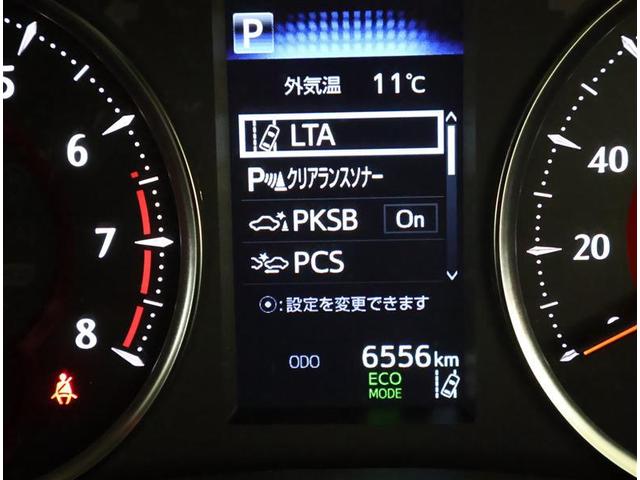 P
外気温 11℃
LTA
Pクリアランスソナー
PKSB On
PCS
⦿:設定を変更できます
ODO 6556km
ECO
MODE
5
6
7
8
40
20